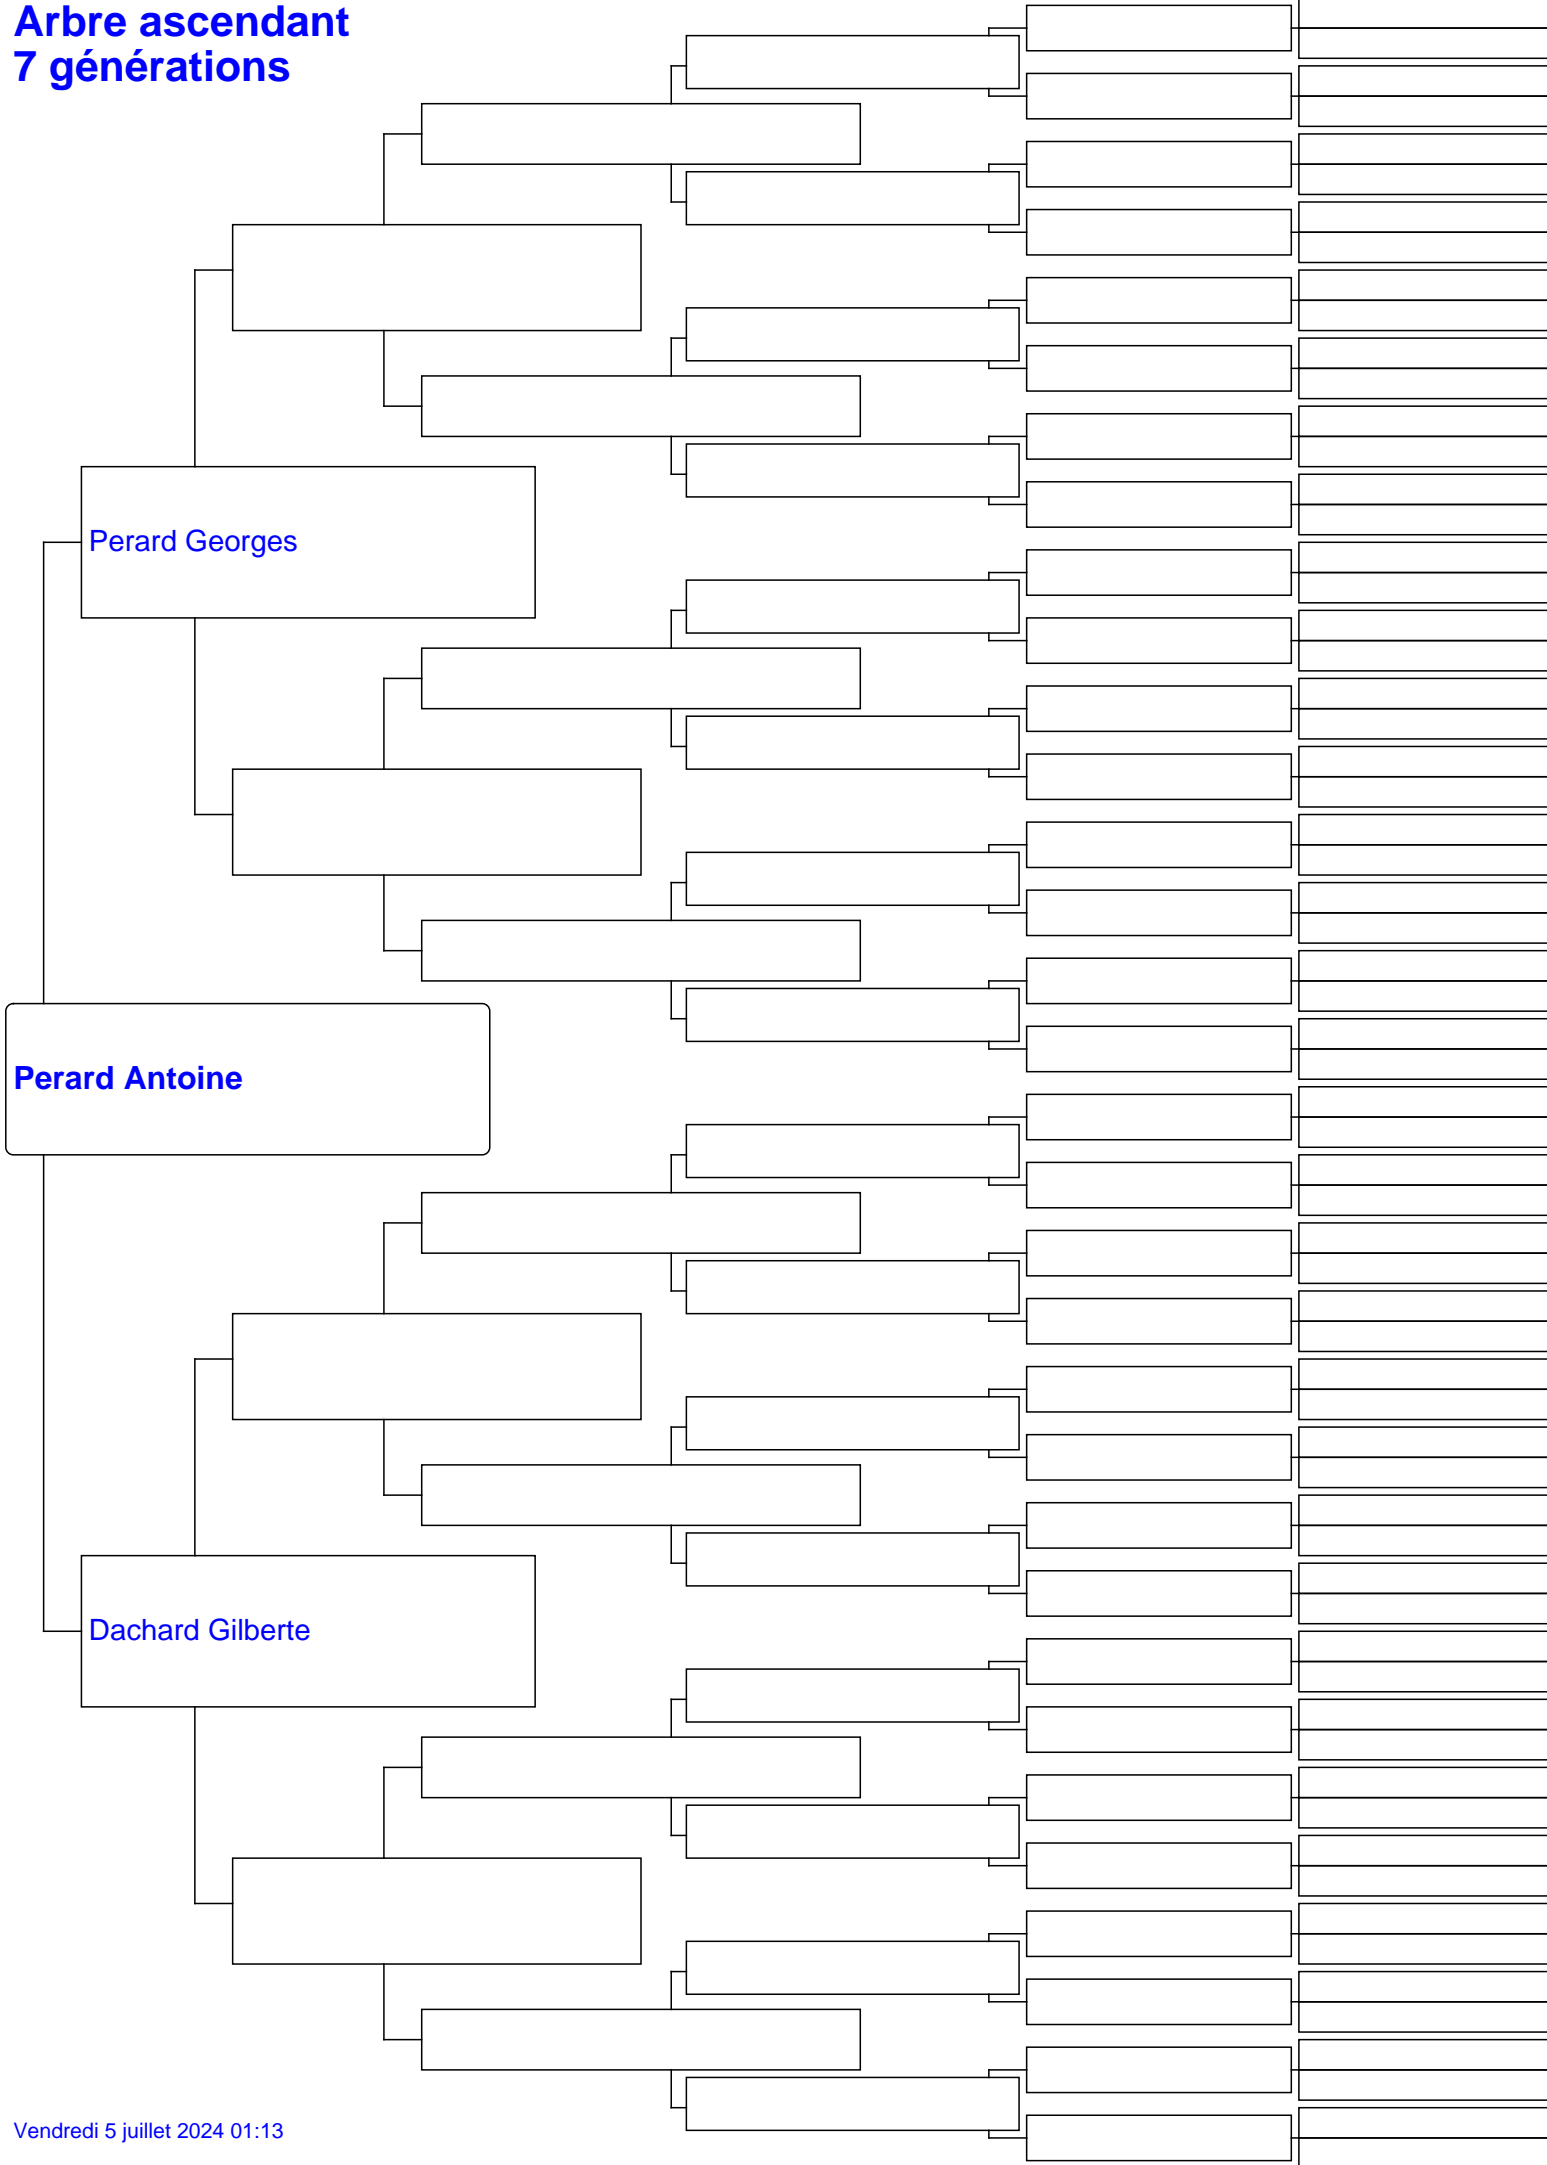 Arbre ascendant
7 générations
Perard Georges
Perard Antoine
Dachard Gilberte
Vendredi 5 juillet 2024 01:13